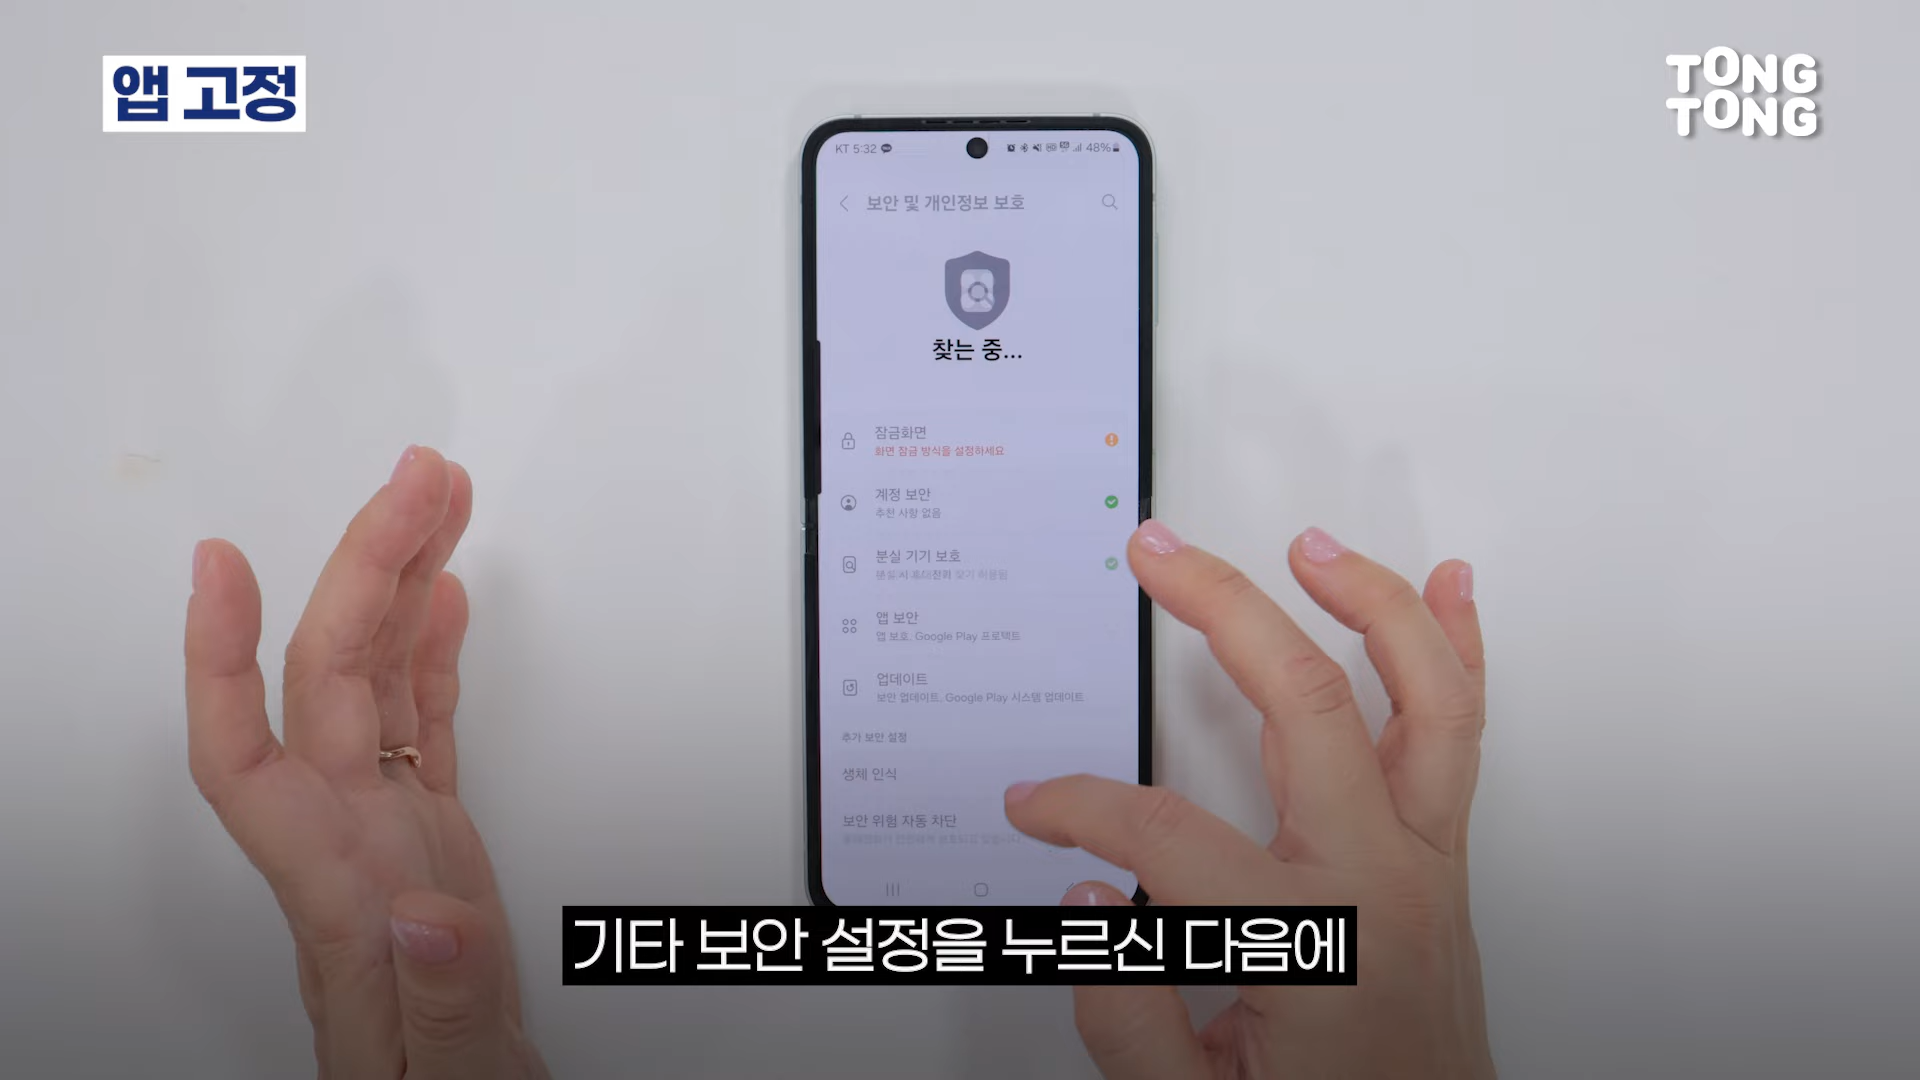 앱 고정
TONG
TONG
KT 5:32
48%
보안 및 개인정보 보호
찾는 중...
잠금화면
화면 잠금 방식을 설정하세요
계정 보안
추천 사항 없음
분실 기기 보호
앱 보안
앱 보호, Google Play 프로텍트
업데이트
보안 업데이트, Google Play 시스템 업데이트
추가 보안 설정
생체 인식
보안 위험 자동 차단
기타 보안 설정을 누르신 다음에